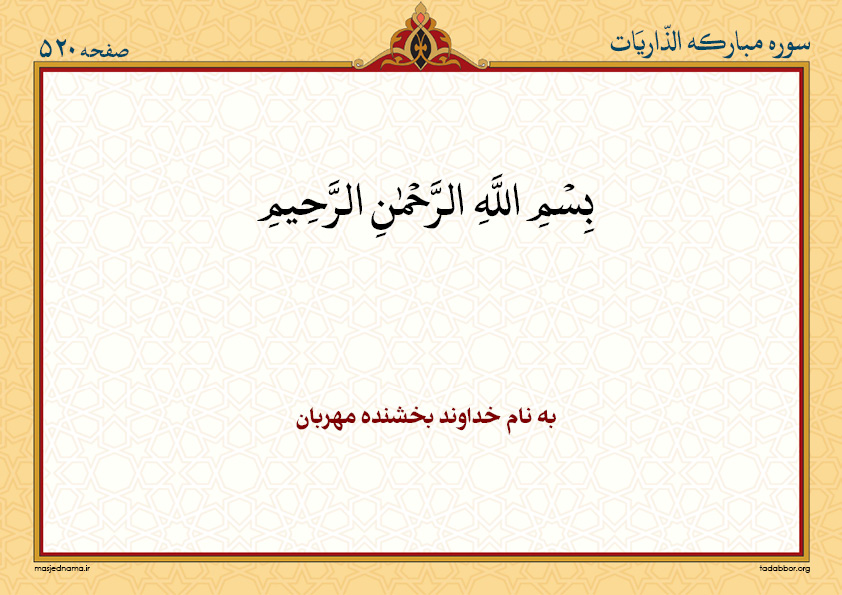 سوره مبارکه الذّاریَات
صفحه ۵۲۰
بِسْمِ اللَّهِ الرَّحْمَٰنِ الرَّحِيمِ
به نام خداوند بخشنده مهربان
masjednama.ir
tadabbor.org